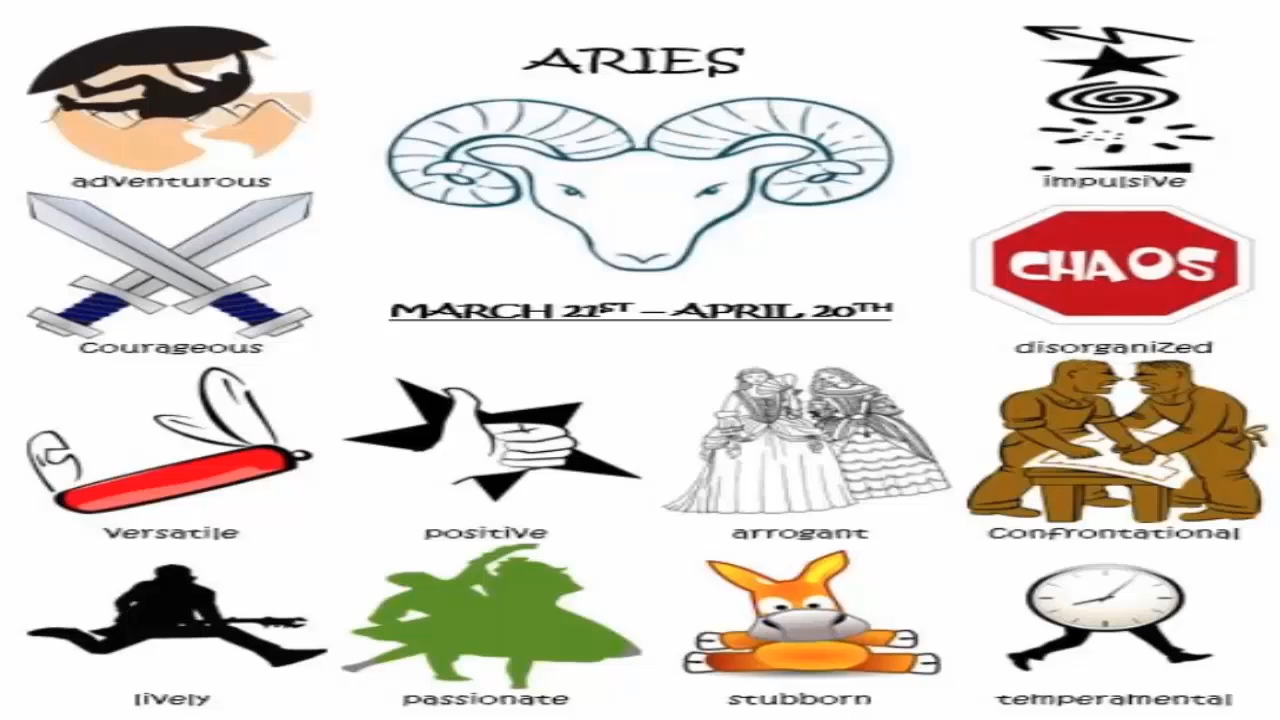 ARIES
adventurous
impulsive
CHAOS
MARCH 21ST – APRIL 20TH
Courageous
disorganized
Versatile
positive
arrogant
Confrontational
lively
passionate
stubborn
temperamental